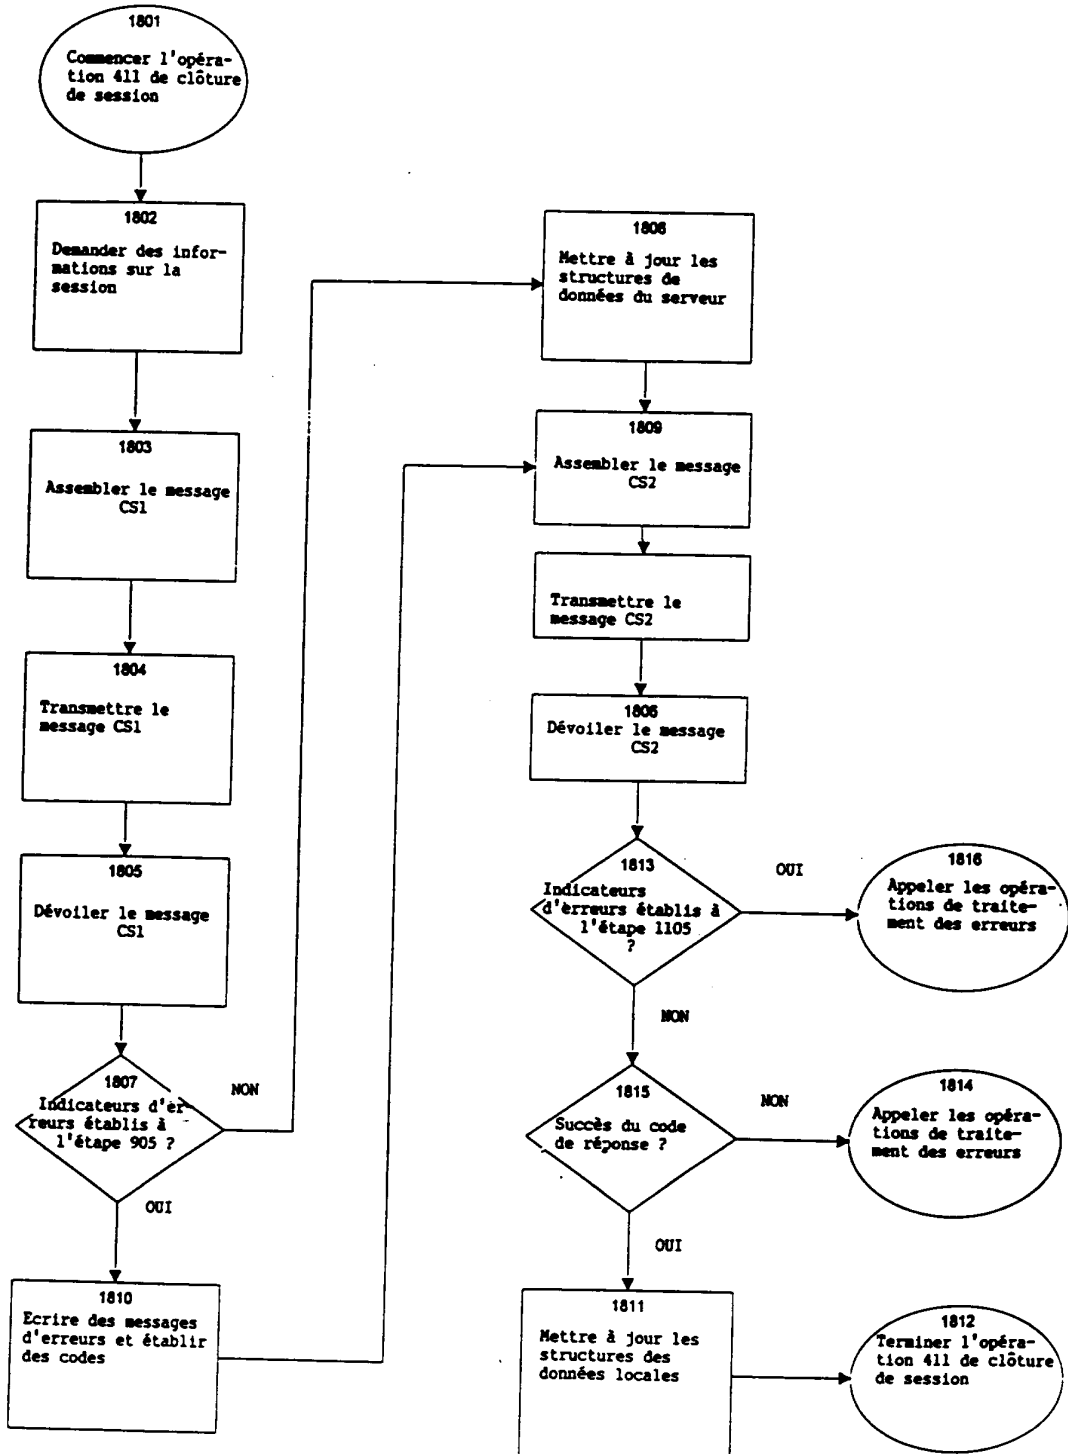 1801
Commencer l'opéra-
tion 411 de clôture
de session
1802
Demander des infor-
mations sur la
session
1803
Assembler le message
CS1
1804
Transmettre le
message CS1
1805
Dévoiler le message
CS1
1807
Indicateurs d'er-
reurs établis à
l'étape 905 ?
NON
OUI
1810
Ecrire des messages
d'erreurs et établir
des codes
1806
Mettre à jour les
structures de
données du serveur
1809
Assembler le message
CS2
Transmettre le
message CS2
1806
Dévoiler le message
CS2
1813
Indicateurs
d'erreurs établis à
l'étape 1105
?
OUI
NON
1816
Appeler les opéra-
tions de traite-
ment des erreurs
1815
Succès du code
de réponse ?
NON
OUI
1814
Appeler les opéra-
tions de traite-
ment des erreurs
1811
Mettre à jour les
structures des
données locales
1812
Terminer l'opéra-
tion 411 de clôture
de session